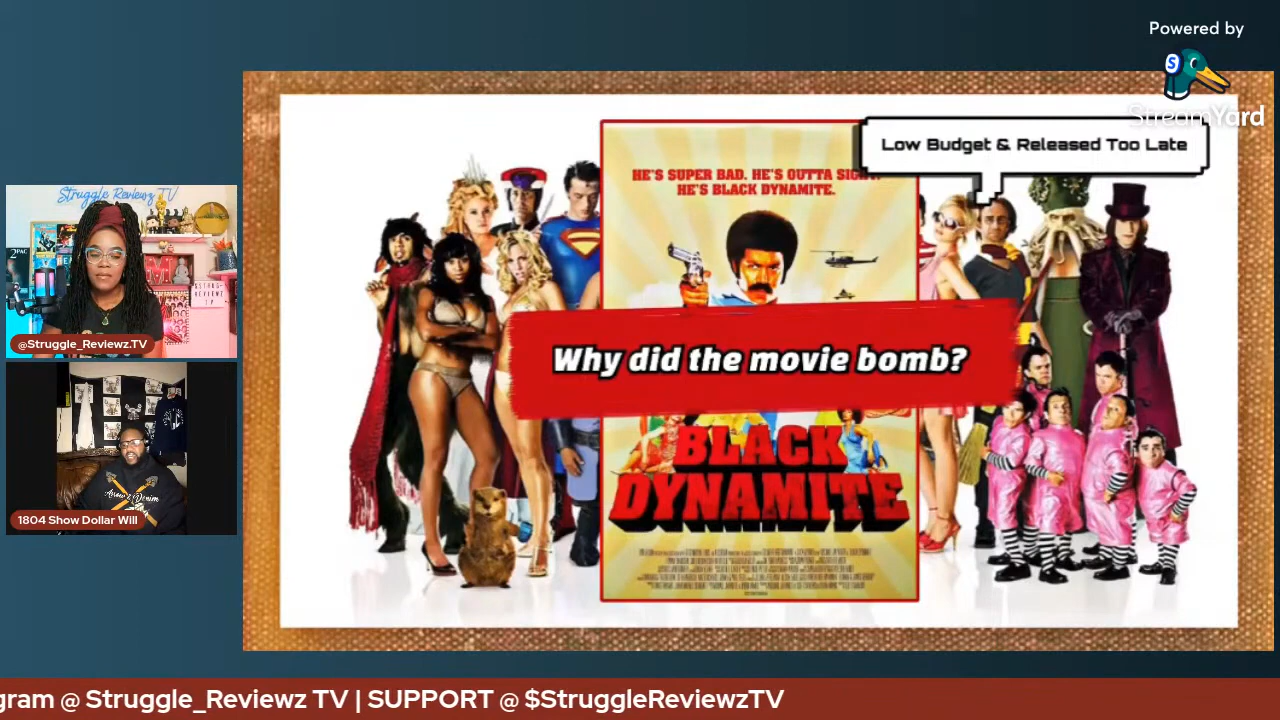 Powered by
StreamYard
Low Budget & Released Too Late
HE'S SUPER BAD. HE'S OUTTA
HE'S BLACK DYNAMITE.
Why did the movie bomb?
BLACK
DYNAMITE
Struggle Reviewz TV
2PAC
@Struggle_Reviewz.TV
1804 Show Dollar Will
gram @ Struggle_Reviewz TV | SUPPORT @ $StruggleReviewzTV